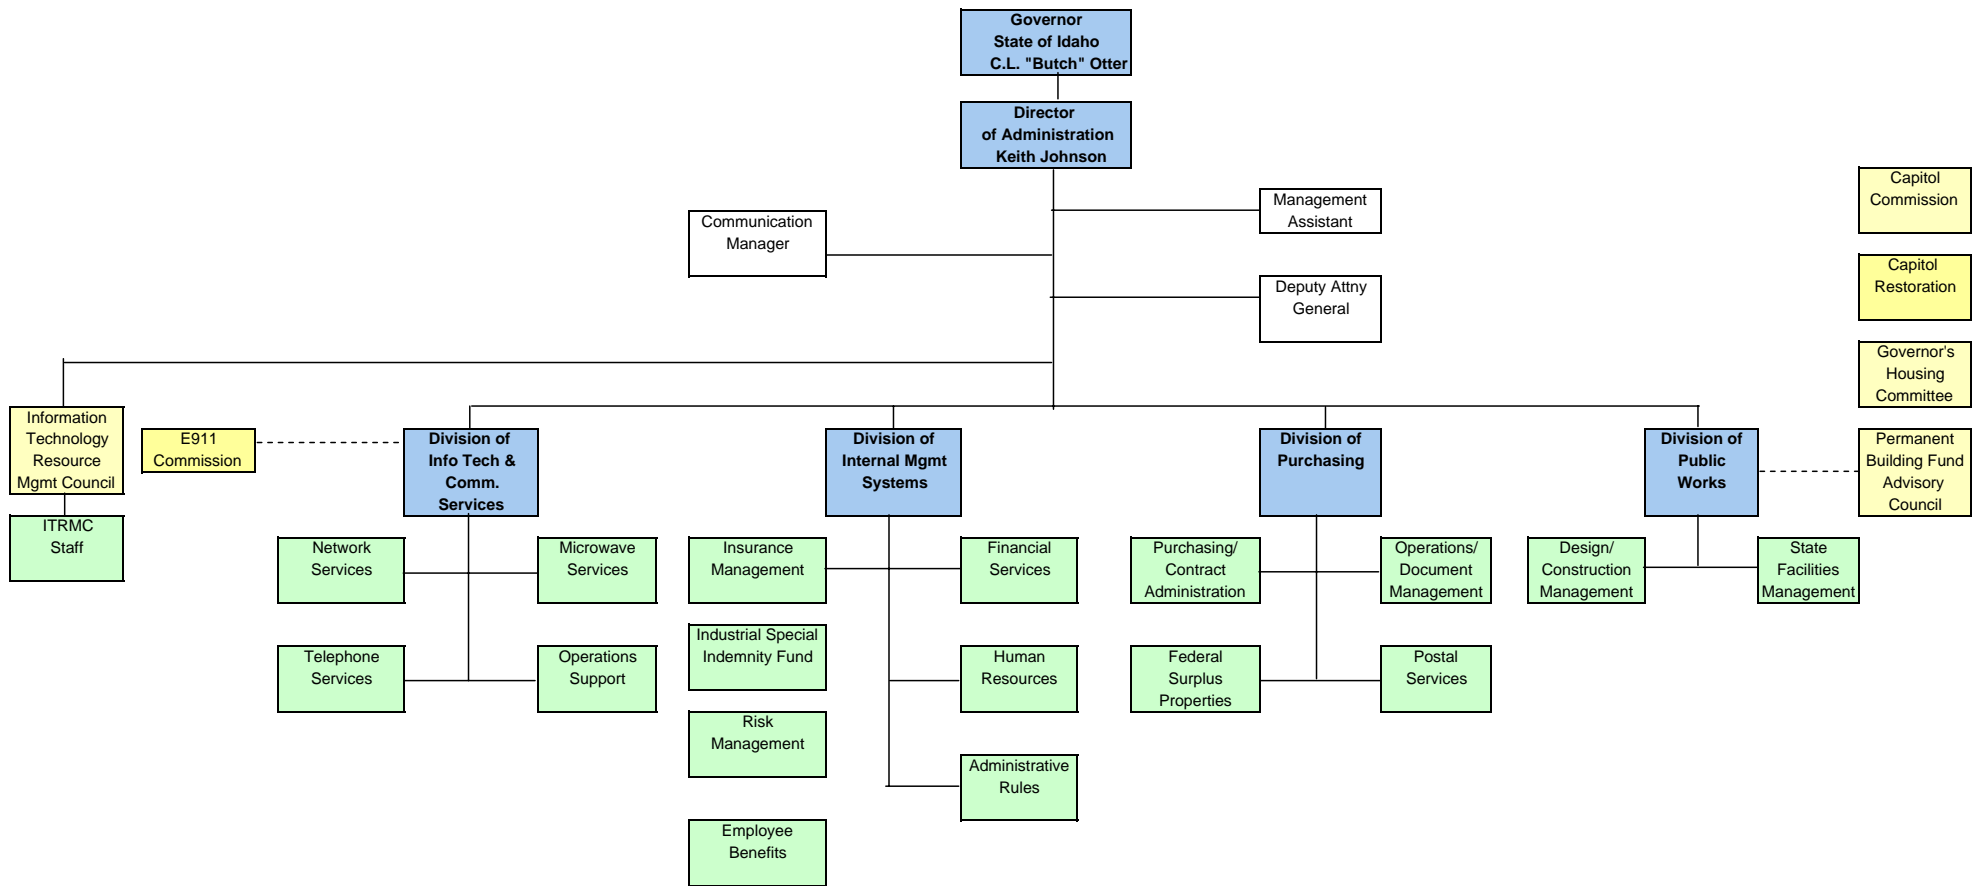 Governor
State of Idaho
C.L. "Butch" Otter
Director
of Administration
Keith Johnson
Capitol
Commission
Management
Assistant
Communication
Manager
Capitol
Restoration
Deputy Attny
General
Governor's
Housing
Committee
Information
Technology
Resource
Mgmt Council
E911
Commission
Division of
Info Tech &
Comm.
Services
Division of
Internal Mgmt
Systems
Division of
Purchasing
Division of
Public
Works
Permanent
Building Fund
Advisory
Council
ITRMC
Staff
Network
Services
Microwave
Services
Insurance
Management
Financial
Services
Purchasing/
Contract
Administration
Operations/
Document
Management
Design/
Construction
Management
State
Facilities
Management
Industrial Special
Indemnity Fund
Telephone
Services
Operations
Support
Human
Resources
Federal
Surplus
Properties
Postal
Services
Risk
Management
Administrative
Rules
Employee
Benefits